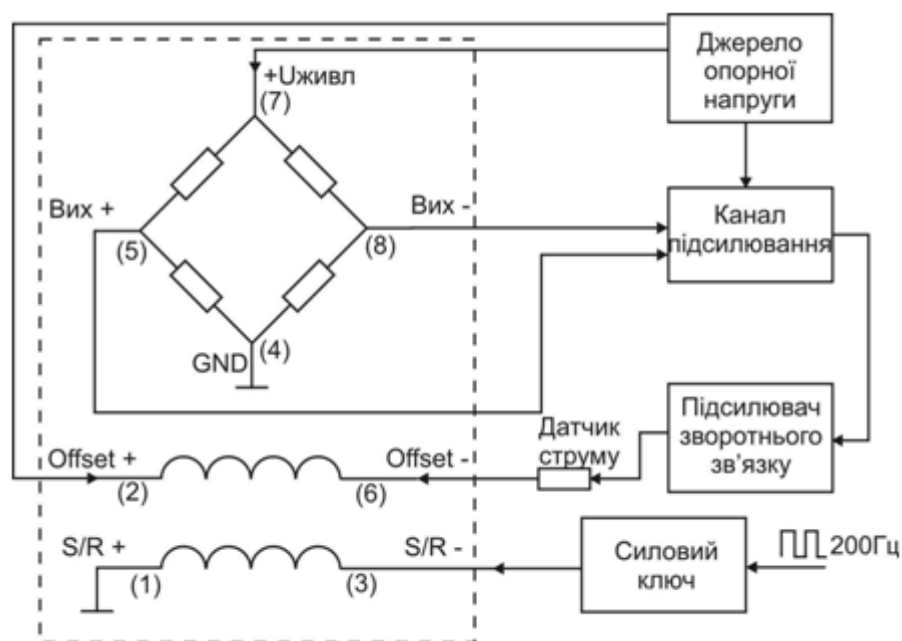 Джерело
опорної
напруги
+Uживл
(7)
Вих +
Вих -
(5)
(8)
Канал
підсилювання
GND
(4)
Підсилювач
зворотнього
зв’язку
Датчик
струму
Offset +
Offset -
(2)
(6)
S/R +
S/R -
(1)
(3)
Силовий
ключ
200Гц